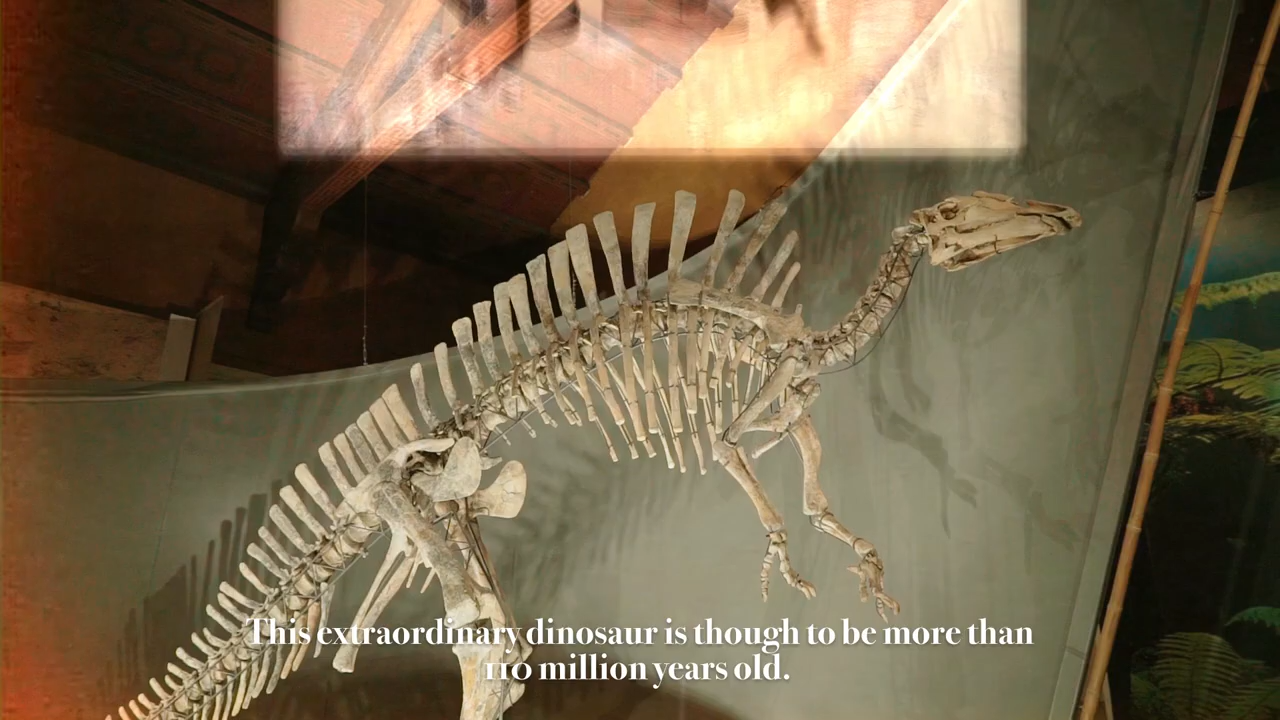 This extraordinary dinosaur is though to be more than
110 million years old.